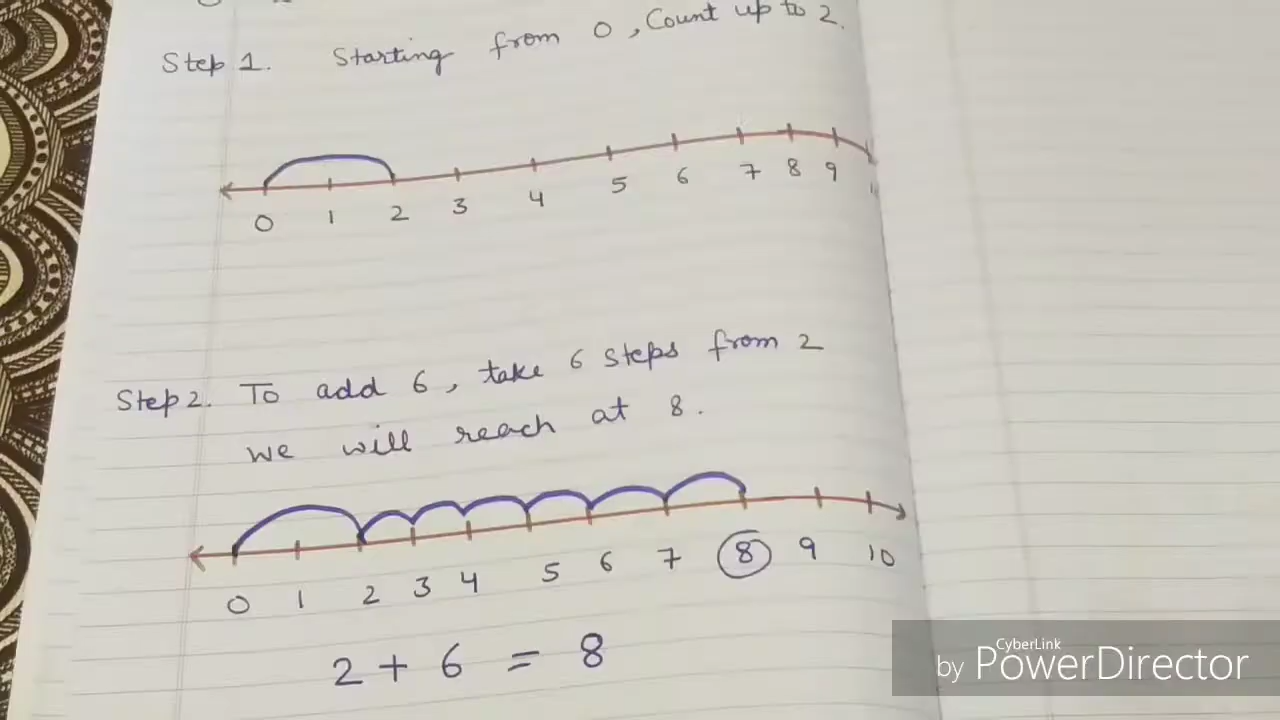 Step 1. Starting from 0, Count up to 2.
0 1 2 3 4 5 6 7 8 9
Step 2. To add 6, take 6 steps from 2
we will reach at 8.
0 1 2 3 4 5 6 7 8 9 10
2 + 6 = 8
CyberLink
by PowerDirector